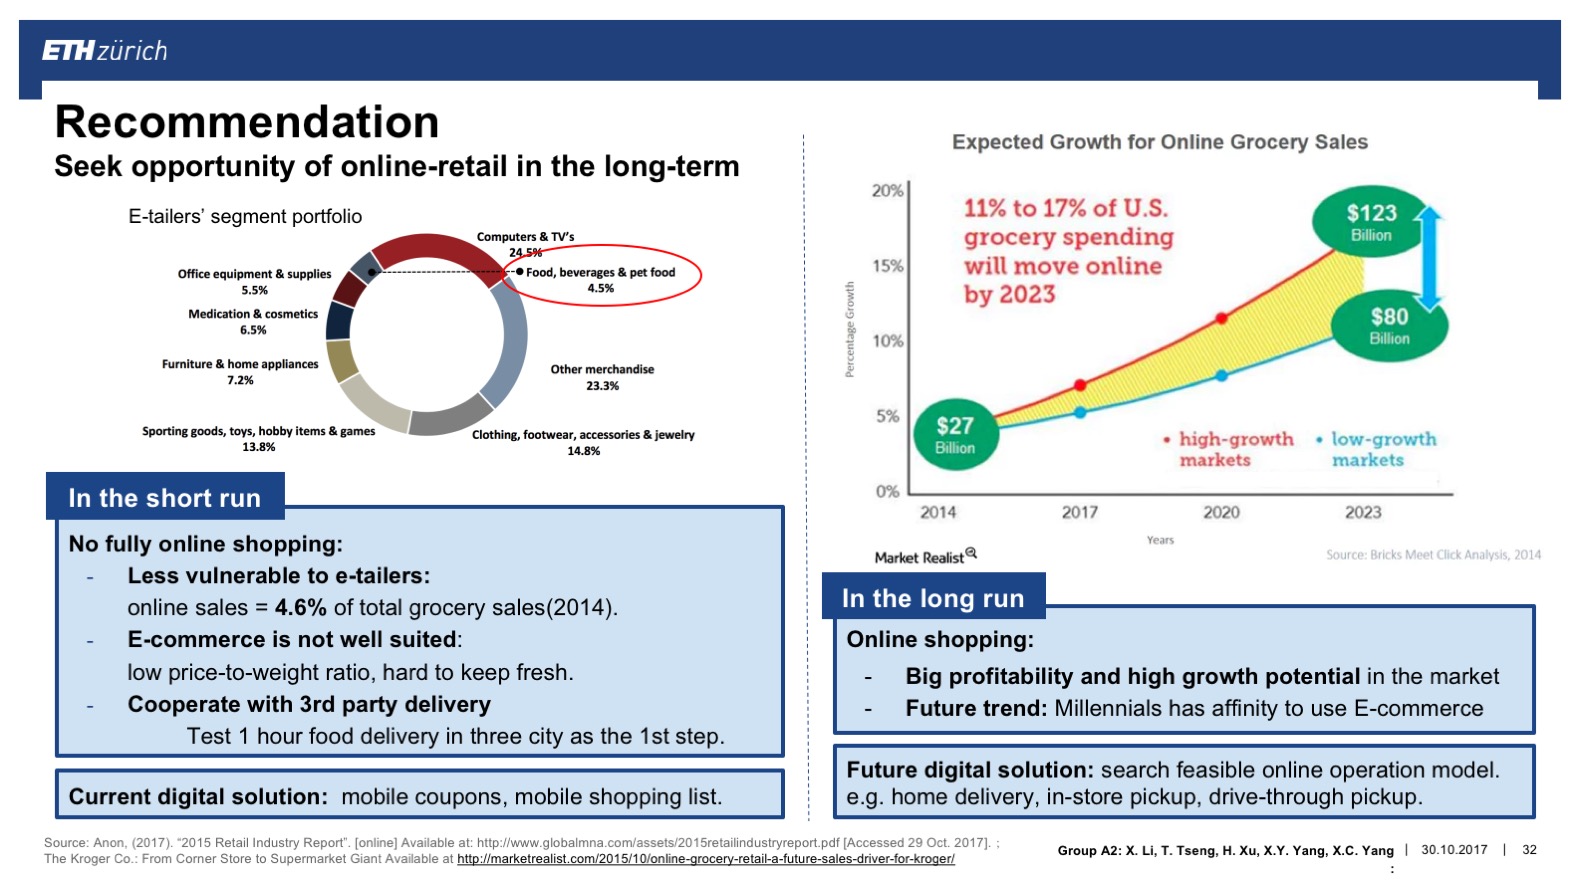 ETH zürich
Recommendation
Seek opportunity of online-retail in the long-term
E-tailers’ segment portfolio
Computers & TV’s
24.5%
Food, beverages & pet food
4.5%
Office equipment & supplies
5.5%
Medication & cosmetics
6.5%
Furniture & home appliances
7.2%
Other merchandise
23.3%
Sporting goods, toys, hobby items & games
13.8%
Clothing, footwear, accessories & jewelry
14.8%
In the short run
No fully online shopping:
- Less vulnerable to e-tailers:
online sales = 4.6% of total grocery sales(2014).
- E-commerce is not well suited:
low price-to-weight ratio, hard to keep fresh.
- Cooperate with 3rd party delivery
Test 1 hour food delivery in three city as the 1st step.
Current digital solution: mobile coupons, mobile shopping list.
Expected Growth for Online Grocery Sales
Percentage Growth
20%
15%
10%
5%
0%
11% to 17% of U.S.
grocery spending
will move online
by 2023
$123
Billion
$80
Billion
$27
Billion
• high-growth
markets
• low-growth
markets
2014 2017 2020 2023
Years
Market Realist
Source: Bricks Meet Click Analysis, 2014
In the long run
Online shopping:
- Big profitability and high growth potential in the market
- Future trend: Millennials has affinity to use E-commerce
Future digital solution: search feasible online operation model.
e.g. home delivery, in-store pickup, drive-through pickup.
Source: Anon, (2017). “2015 Retail Industry Report”. [online] Available at: http://www.globalmna.com/assets/2015retailindustryreport.pdf [Accessed 29 Oct. 2017]. ;
The Kroger Co.: From Corner Store to Supermarket Giant Available at http://marketrealist.com/2015/10/online-grocery-retail-a-future-sales-driver-for-kroger/
Group A2: X. Li, T. Tseng, H. Xu, X.Y. Yang, X.C. Yang | 30.10.2017 | 32
: